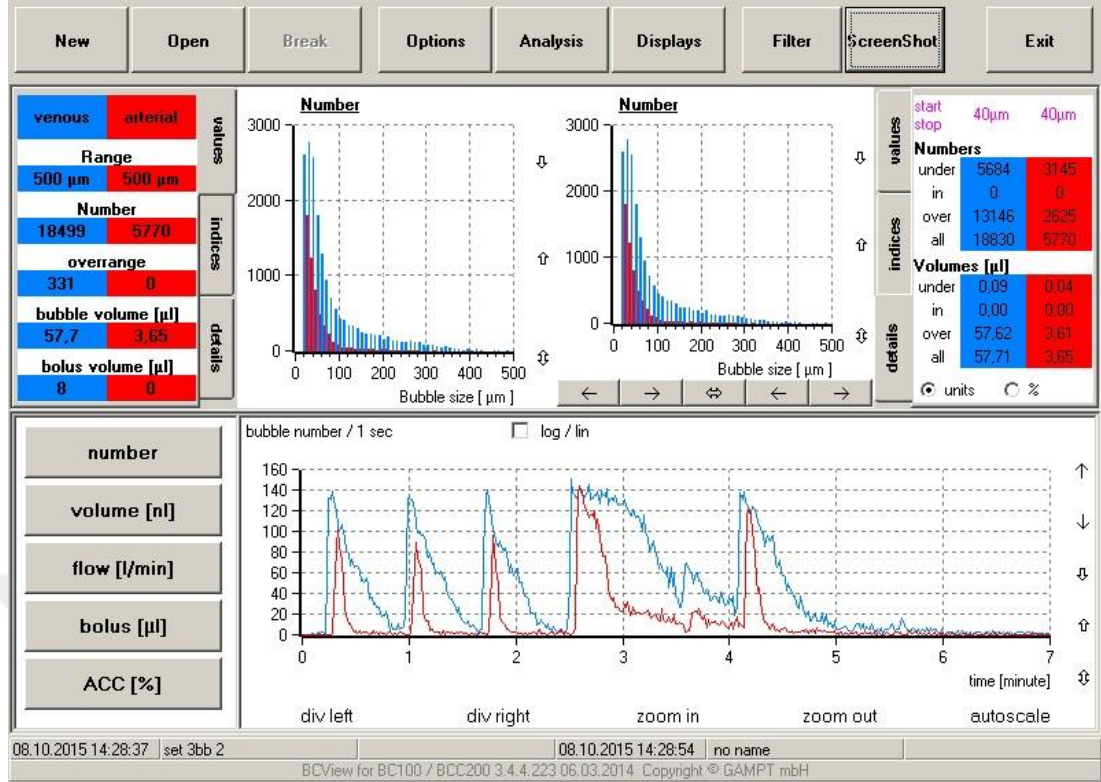 New Open Break Options Analysis Displays Filter ScreenShot Exit
venous arterial
Range
500 µm 500 µm
Number
18499 5770
overrange
331 0
bubble volume [µl]
57,7 3,65
bolus volume [µl]
8 0
values
indices
details
Number
3000
2000
1000
0
0 100 200 300 400 500
Bubble size [ µm ]
Number
3000
2000
1000
0
0 100 200 300 400 500
Bubble size [ µm ]
values
indices
details
start 40µm 40µm
stop
Numbers
under 5684 3145
in 0 0
over 13146 2625
all 18830 5770
Volumes [µl]
under 0,09 0,04
in 0,00 0,00
over 57,62 3,61
all 57,71 3,65
units %
number
volume [nl]
flow [l/min]
bolus [µl]
ACC [%]
bubble number / 1 sec log / lin
160
140
120
100
80
60
40
20
0
0 1 2 3 4 5 6 7
time [minute]
div left div right zoom in zoom out autoscale
08.10.2015 14:28:37 set 3bb 2 08.10.2015 14:28:54 no name
BCView for BC100 / BCC200 3.4.4.223 06.03.2014 Copyright © GAMPT mbH